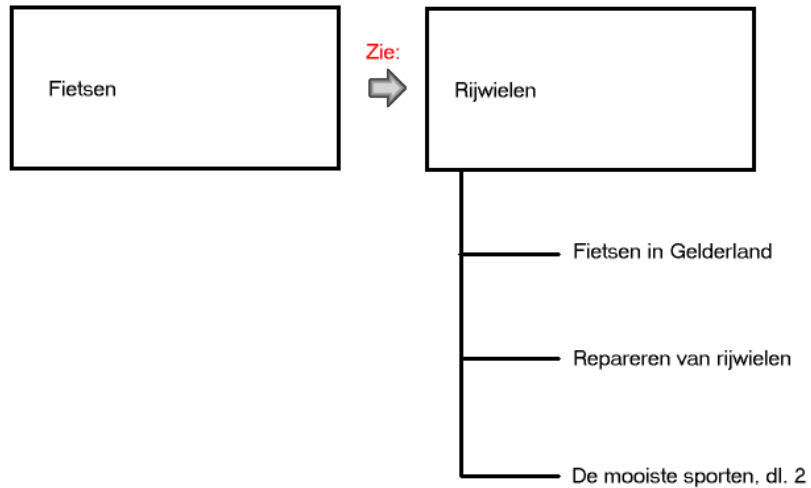 Fietsen
Zie:
Rijwielen
Fietsen in Gelderland
Repareren van rijwielen
De mooiste sporten, dl. 2